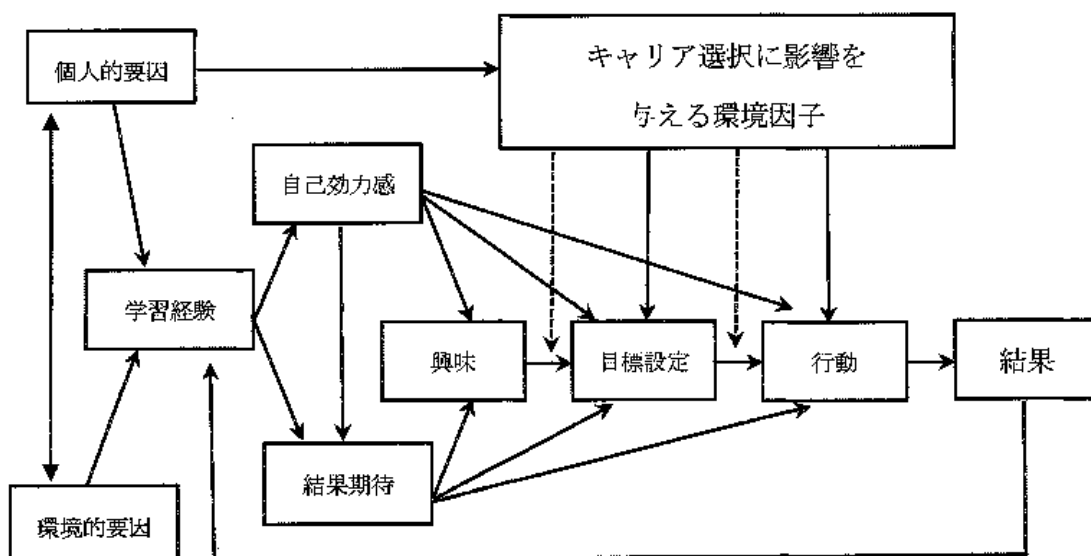 個人的要因
キャリア選択に影響を
与える環境因子
自己効力感
学習経験
興味
目標設定
行動
結果
結果期待
環境的要因